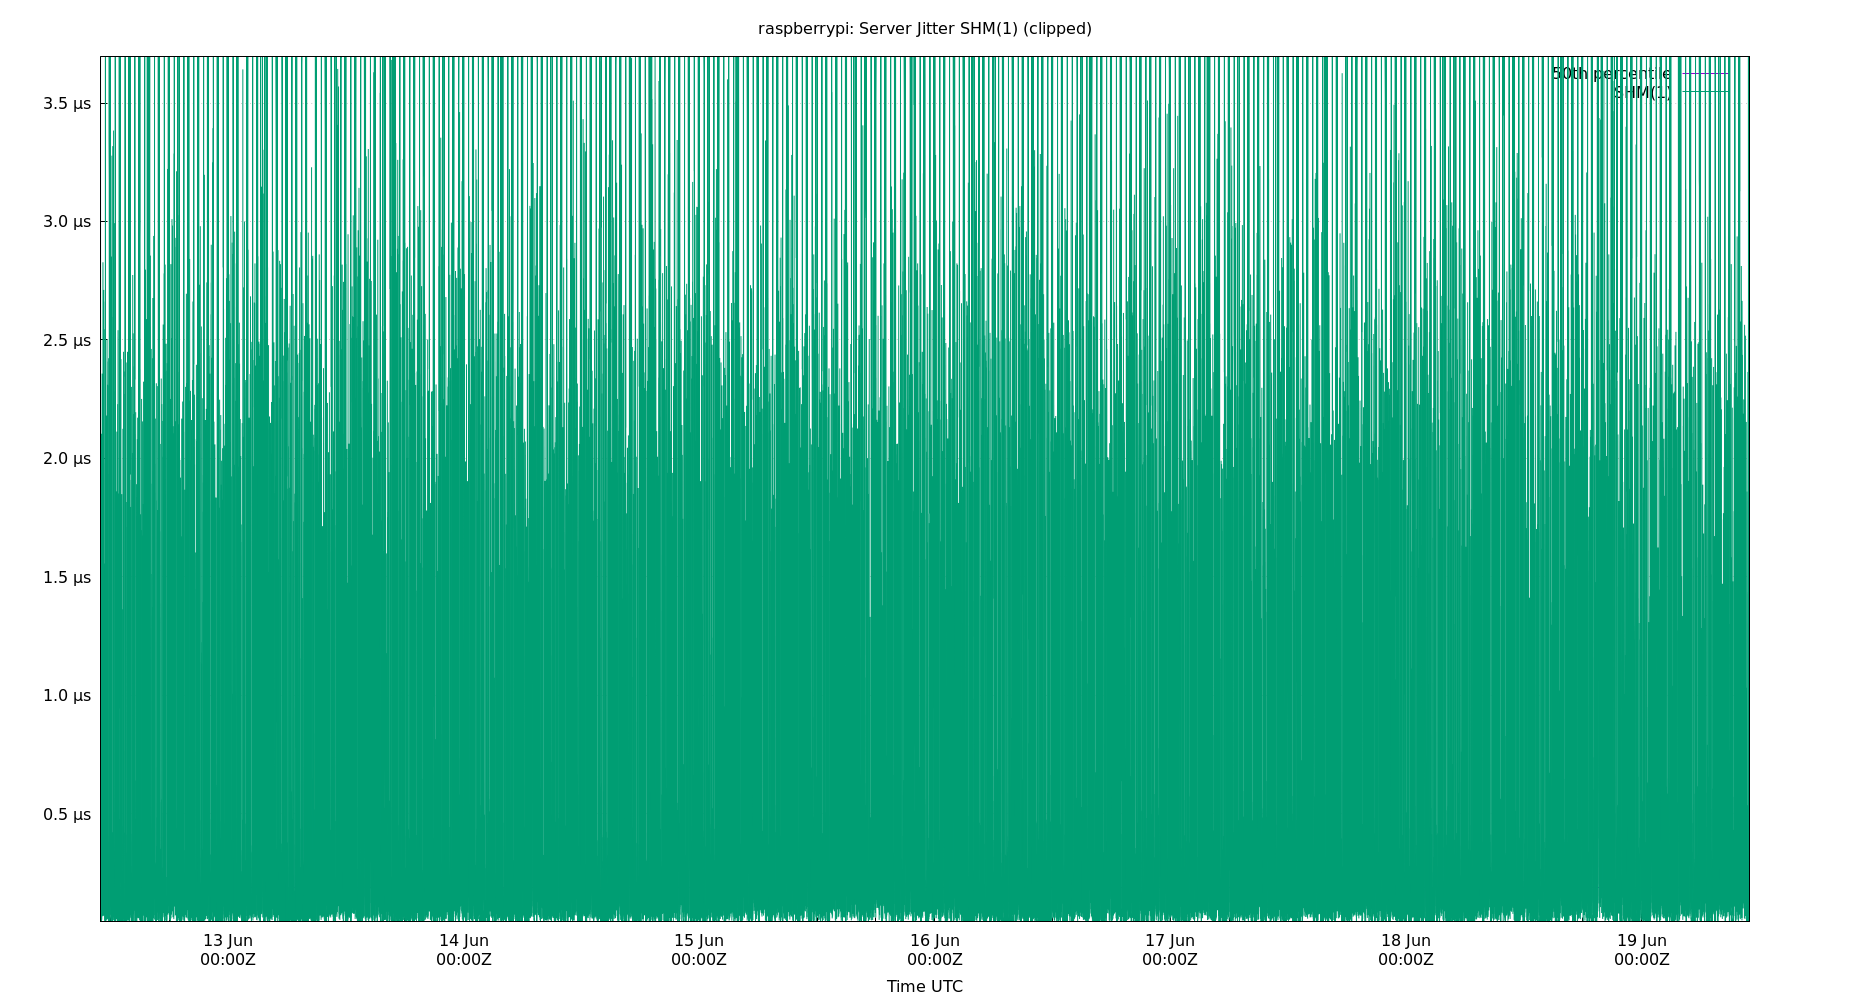 raspberrypi: Server Jitter SHM(1) (clipped)
50th percentile
SHM(1)
3.5 µs
3.0 µs
2.5 µs
2.0 µs
1.5 µs
1.0 µs
0.5 µs
13 Jun 14 Jun 15 Jun 16 Jun 17 Jun 18 Jun 19 Jun
00:00Z 00:00Z 00:00Z 00:00Z 00:00Z 00:00Z 00:00Z
Time UTC